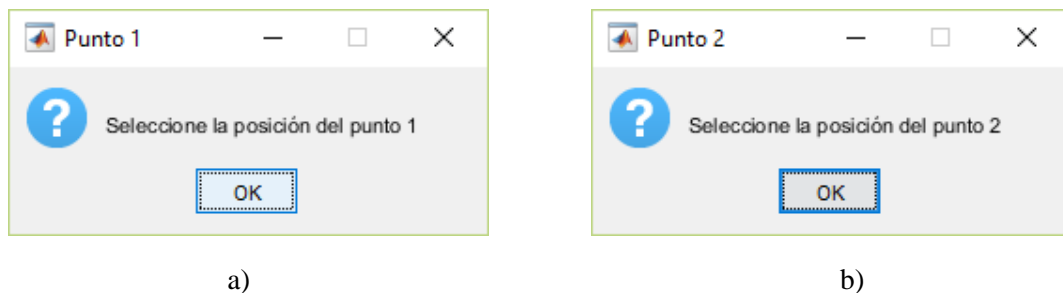 Punto 1
Seleccione la posición del punto 1
OK
a)
Punto 2
Seleccione la posición del punto 2
OK
b)